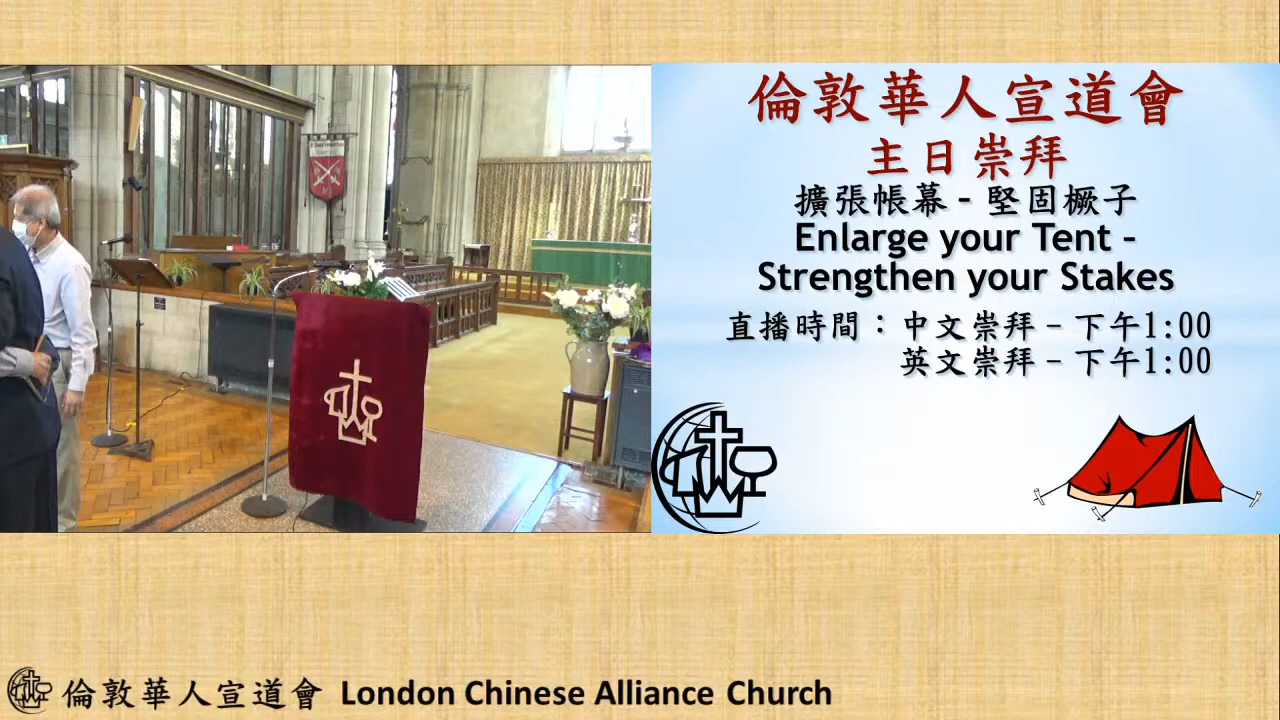 倫敦華人宣道會
主日崇拜
擴張帳幕 - 堅固橛子
Enlarge your Tent -
Strengthen your Stakes
直播時間：中文崇拜 - 下午1:00
英文崇拜 - 下午1:00
倫敦華人宣道會 London Chinese Alliance Church